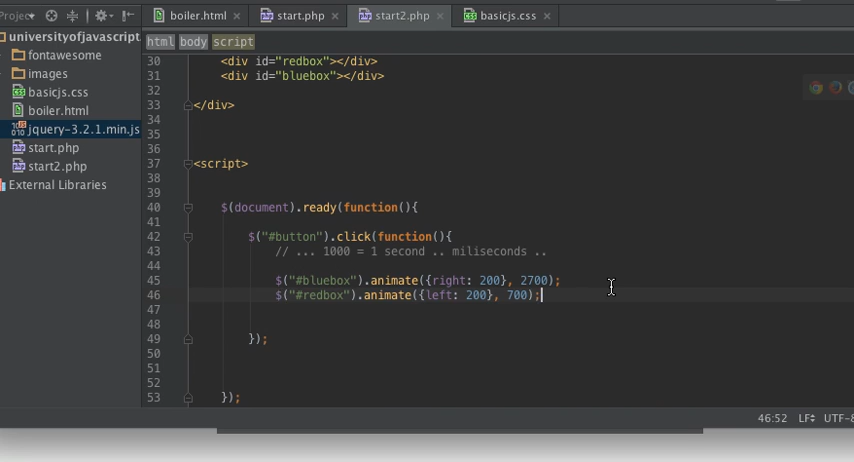 Project
boiler.html × start.php × start2.php × basicjs.css ×
html body script
universityofjavascript
fontawesome
images
basicjs.css
boiler.html
jquery-3.2.1.min.js
start.php
start2.php
External Libraries
30 <div id="redbox"></div>
31 <div id="bluebox"></div>
32
33 </div>
34
35
36
37 <script>
38
39
40 $(document).ready(function(){
41
42 $("#button").click(function(){
43 // ... 1000 = 1 second .. miliseconds ..
44
45 $("#bluebox").animate({right: 200}, 2700);
46 $("#redbox").animate({left: 200}, 700);
47
48
49 });
50
51
52
53 });
46:52 LF÷ UTF-8